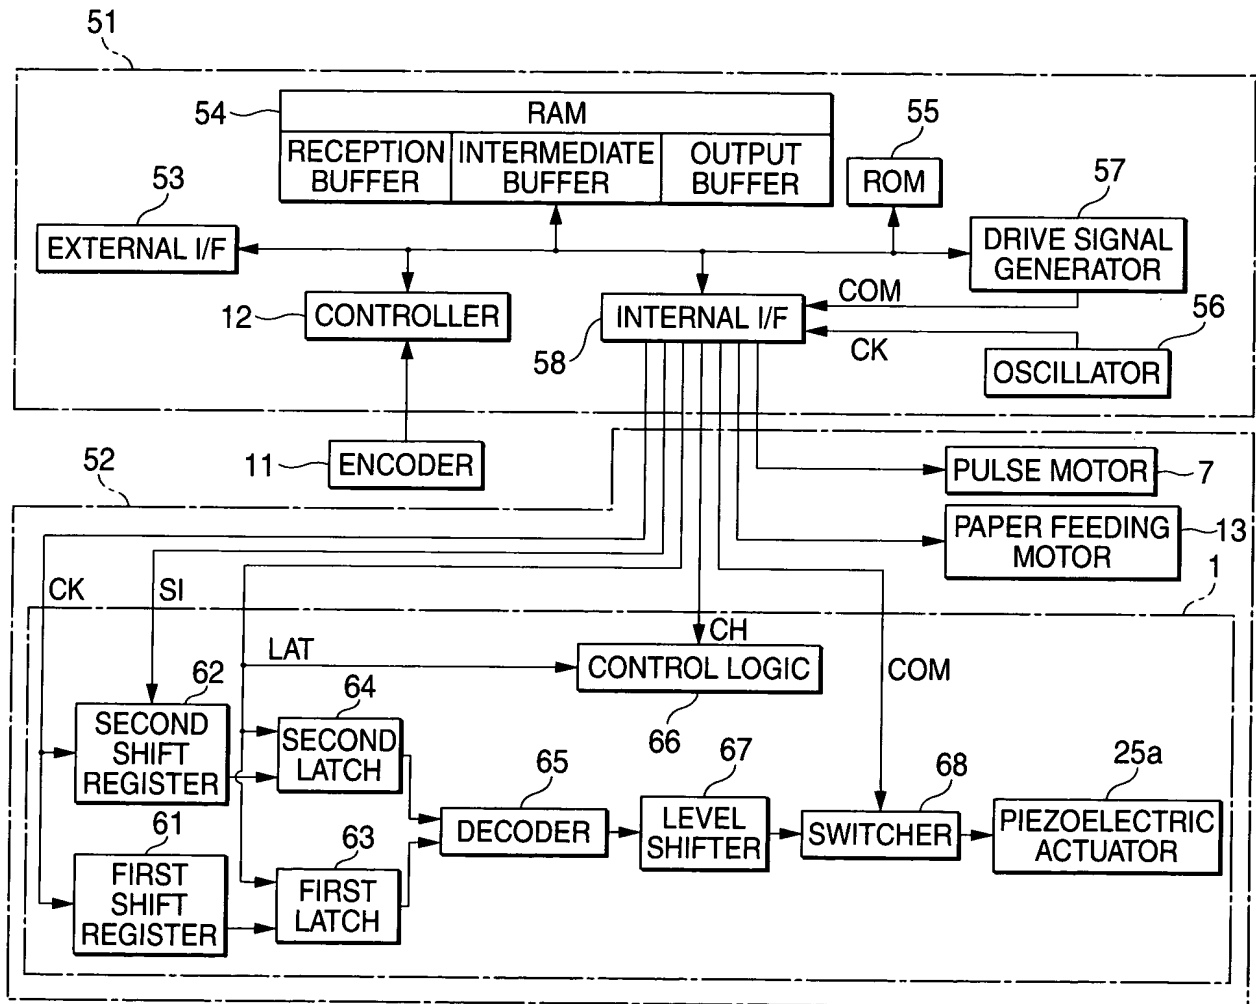 51
54
RAM
RECEPTION BUFFER
INTERMEDIATE BUFFER
OUTPUT BUFFER
55
ROM
53
EXTERNAL I/F
57
DRIVE SIGNAL GENERATOR
12
CONTROLLER
INTERNAL I/F
58
COM
CK
56
OSCILLATOR
11
ENCODER
52
PULSE MOTOR
7
PAPER FEEDING MOTOR
13
1
CK
SI
LAT
CH
CONTROL LOGIC
66
COM
62
SECOND SHIFT REGISTER
64
SECOND LATCH
61
FIRST SHIFT REGISTER
63
FIRST LATCH
65
DECODER
67
LEVEL SHIFTER
68
SWITCHER
25a
PIEZOELECTRIC ACTUATOR